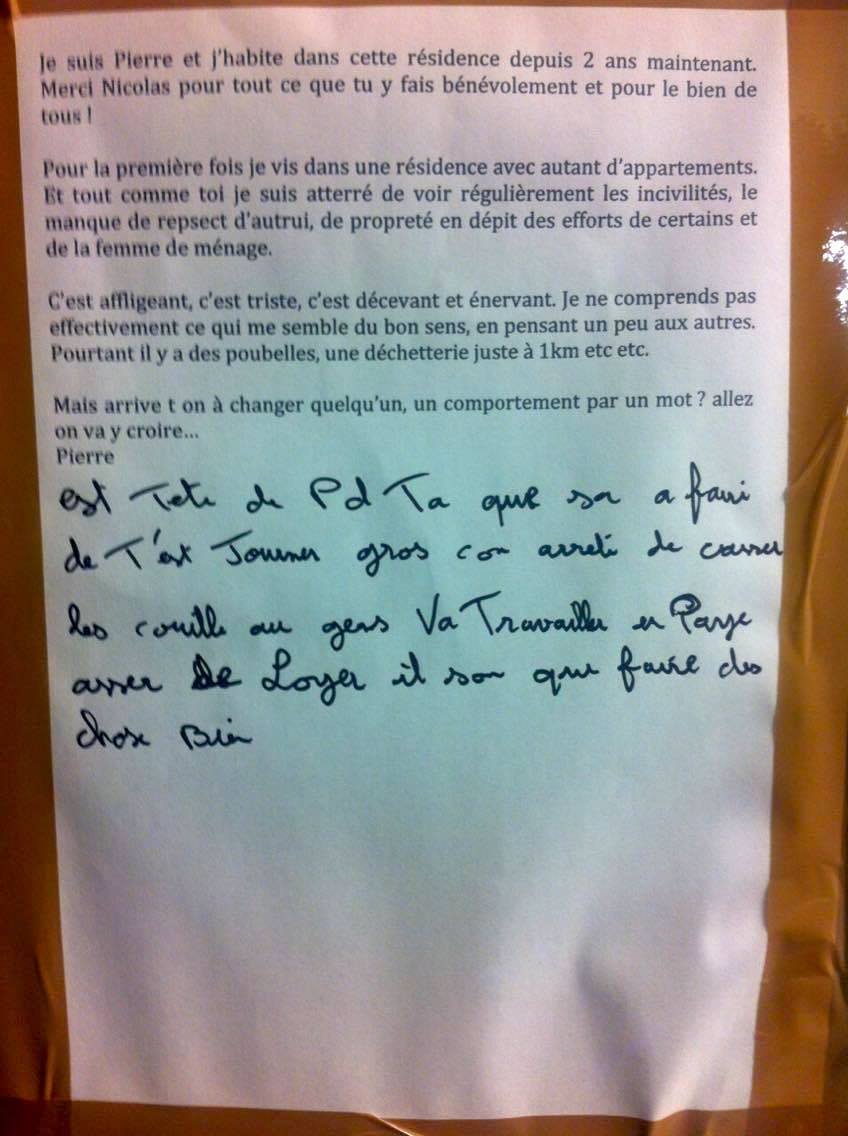 Je suis Pierre et j'habite dans cette résidence depuis 2 ans maintenant.
Merci Nicolas pour tout ce que tu y fais bénévolement et pour le bien de
tous !
Pour la première fois je vis dans une résidence avec autant d'appartements.
Et tout comme toi je suis atterré de voir régulièrement les incivilités, le
manque de repsect d'autrui, de propreté en dépit des efforts de certains et
de la femme de ménage.
C'est affligeant, c'est triste, c'est décevant et énervant. Je ne comprends pas
effectivement ce qui me semble du bon sens, en pensant un peu aux autres.
Pourtant il y a des poubelles, une déchetterie juste à 1km etc etc.
Mais arrive t on à changer quelqu'un, un comportement par un mot ? allez
on va y croire...
Pierre
est Tete de Pd Ta que sa a faire
de T'est Journer gros con arrete de casser
les couille au gens Va Travailler en Paye
asser De Loyer il son que faire des
chose Bien